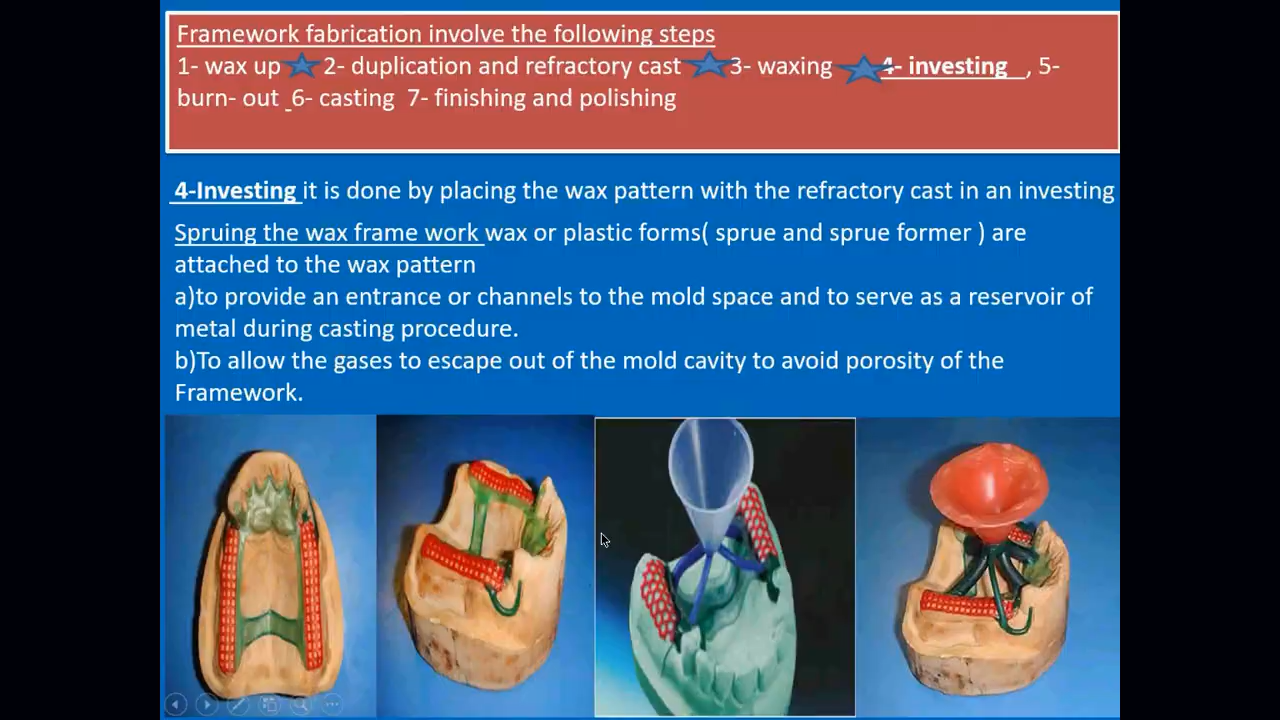 Framework fabrication involve the following steps
1- wax up 2- duplication and refractory cast 3- waxing 4- investing , 5-
burn- out 6- casting 7- finishing and polishing
4-Investing it is done by placing the wax pattern with the refractory cast in an investing
Spruing the wax frame work wax or plastic forms( sprue and sprue former ) are
attached to the wax pattern
a)to provide an entrance or channels to the mold space and to serve as a reservoir of
metal during casting procedure.
b)To allow the gases to escape out of the mold cavity to avoid porosity of the
Framework.